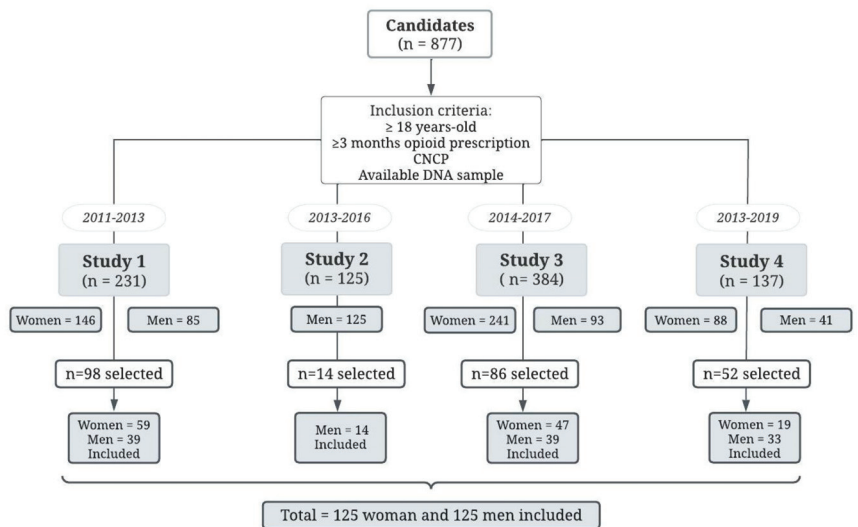 Candidates
(n = 877)
Inclusion criteria:
≥ 18 years-old
≥3 months opioid prescription
CNCP
Available DNA sample
2011-2013
2013-2016
2014-2017
2013-2019
Study 1
(n = 231)
Study 2
(n = 125)
Study 3
( n= 384)
Study 4
(n = 137)
Women = 146
Men = 85
Men = 125
Women = 241
Men = 93
Women = 88
Men = 41
n=98 selected
n=14 selected
n=86 selected
n=52 selected
Women = 59
Men = 39
Included
Men = 14
Included
Women = 47
Men = 39
Included
Women = 19
Men = 33
Included
Total = 125 woman and 125 men included